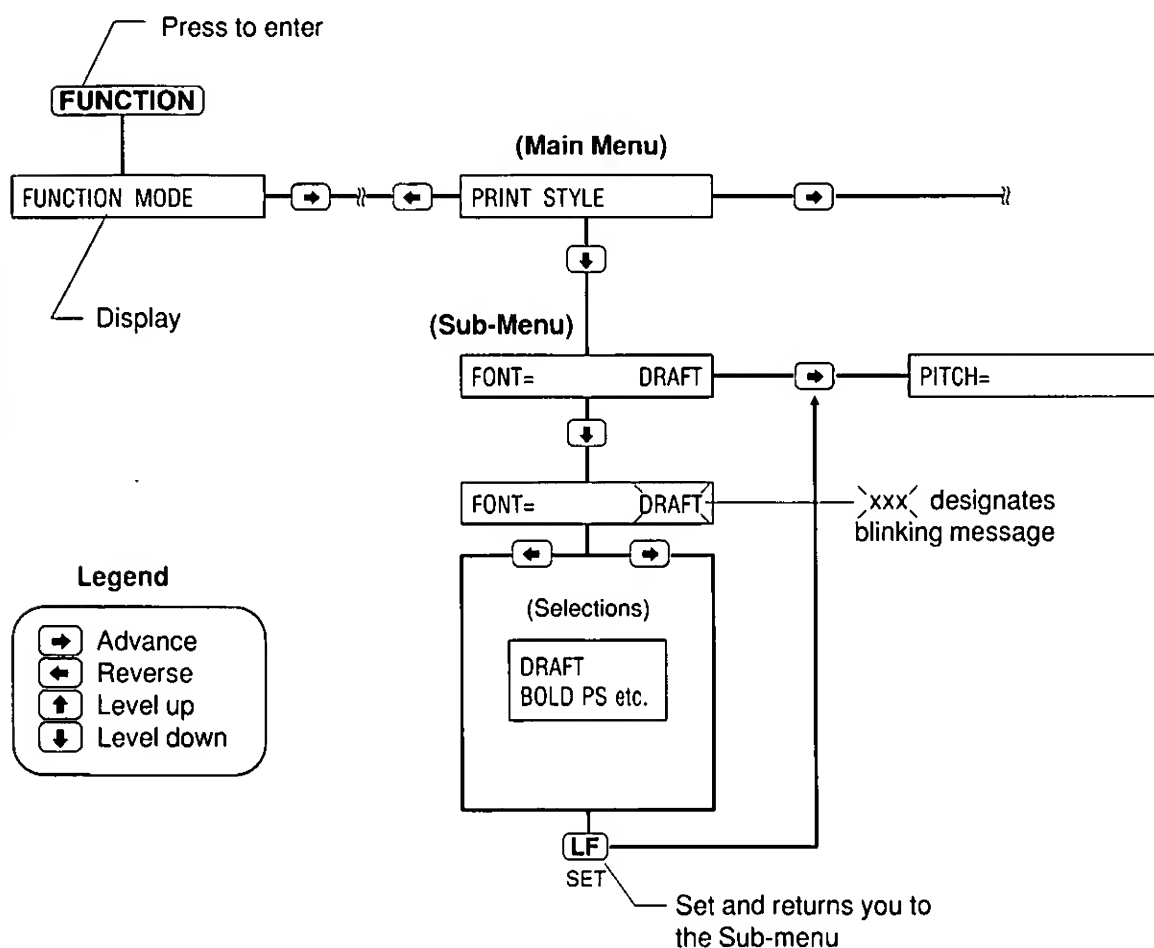 Press to enter
FUNCTION
(Main Menu)
FUNCTION MODE
PRINT STYLE
Display
(Sub-Menu)
FONT= DRAFT
PITCH=
FONT= DRAFT
xxx designates
blinking message
Legend
Advance
Reverse
Level up
Level down
(Selections)
DRAFT
BOLD PS etc.
LF
SET
Set and returns you to
the Sub-menu